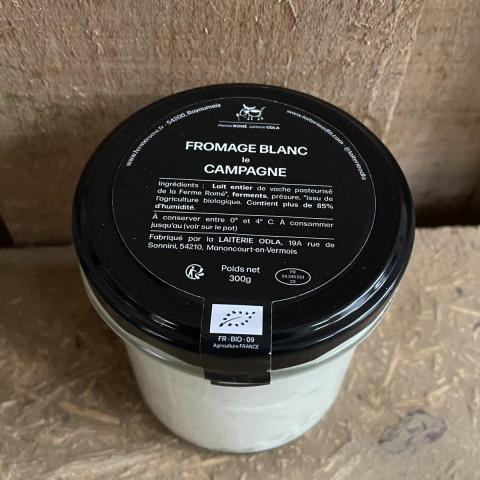 Ferme ROMÉ Laiterie ODLA
www.fermerome.fr - 54200, Bouvron
www.laiterieodla.com - @laiterieodla
FROMAGE BLANC
le
CAMPAGNE
Ingrédients : Lait entier de vache pasteurisé
de la Ferme Romé*, ferments, présure, *Issu de
l'agriculture biologique. Contient plus de 85%
d'humidité.
À conserver entre 0° et 4° C. À consommer
jusqu'au (voir sur le pot)
Fabriqué par la LAITERIE ODLA, 19A rue de
Sonnini, 54210, Manoncourt-en-Vermois
Poids net
300g
FR
54.345.001
CE
FR-BIO-09
Agriculture-FRANCE